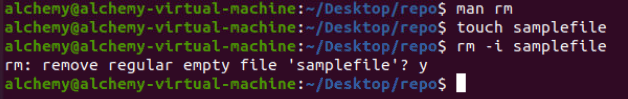 alchemy@alchemy-virtual-machine:~/Desktop/repo$ man rm
alchemy@alchemy-virtual-machine:~/Desktop/repo$ touch samplefile
alchemy@alchemy-virtual-machine:~/Desktop/repo$ rm -i samplefile
rm: remove regular empty file 'samplefile'? y
alchemy@alchemy-virtual-machine:~/Desktop/repo$